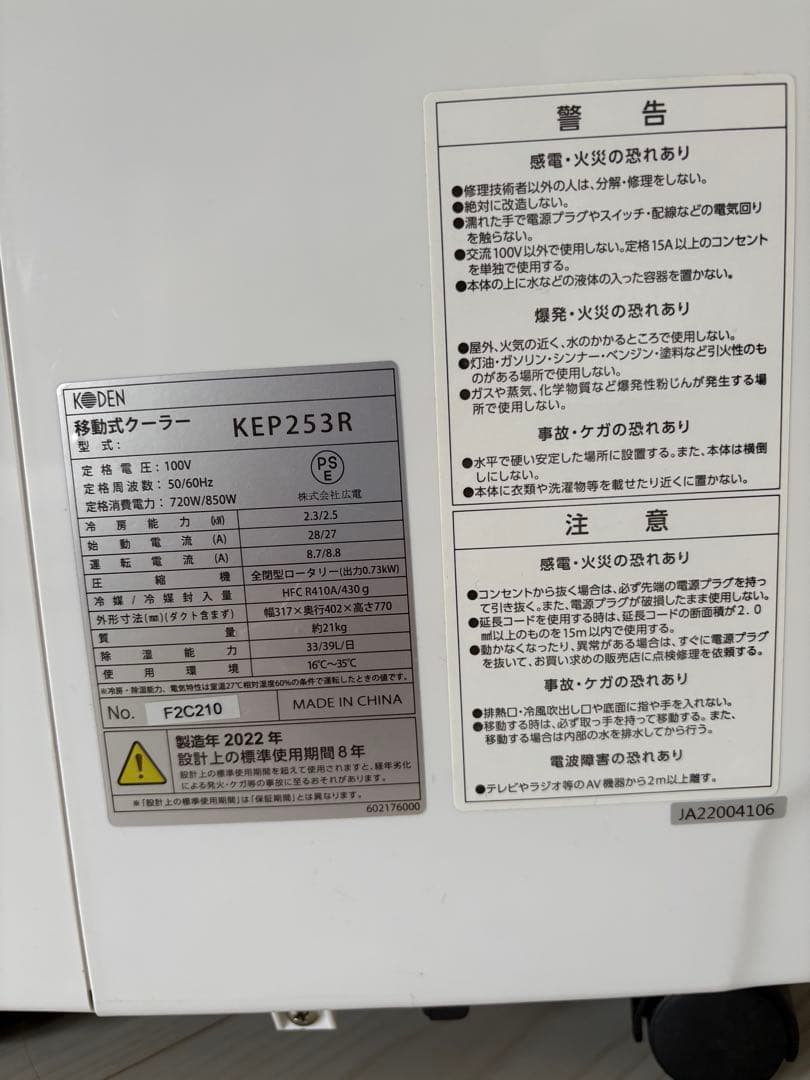 KODEN
移動式クーラー
型 式: KEP253R
定格電圧:100V
定格周波数:50/60Hz
定格消費電力:720W/850W
PS
E
株式会社広電
冷房能力 (kW) 2.3/2.5
始動電流 (A) 28/27
運転電流 (A) 8.7/8.8
圧縮機 全閉型ロータリー(出力0.73kW)
冷媒/冷媒封入量 HFC R410A/430g
外形寸法(㎜)(ダクト含まず) 幅317×奥行402×高さ770
質量 約21kg
除湿能力 33/39L/日
使用環境 16℃~35℃
※冷房・除湿能力、電気特性は室温27℃相対湿度60%の条件で運転したときの値です。
No. F2C210 MADE IN CHINA
製造年 2022年
設計上の標準使用期間8年
設計上の標準使用期間を超えて使用されますと、経年劣化
による発火・ケガ等の事故に至るおそれがあります。
※「設計上の標準使用期間」は「保証期間」とは異なります。
602176000
警 告
感電・火災の恐れあり
●修理技術者以外の人は、分解・修理をしない。
●絶対に改造しない。
●濡れた手で電源プラグやスイッチ・配線などの電気回り
を触らない。
●交流100V以外で使用しない。定格15A以上のコンセント
を単独で使用する。
●本体の上に水などの液体の入った容器を置かない。
爆発・火災の恐れあり
●屋外、火気の近く、水のかかるところで使用しない。
●灯油・ガソリン・シンナー・ベンジン・塗料など引火性のも
のがある場所で使用しない。
●ガスや蒸気、化学物質など爆発性粉じんが発生する場
所で使用しない。
事故・ケガの恐れあり
●水平で硬い安定した場所に設置する。また、本体は横倒
しにしない。
●本体に衣類や洗濯物等を載せたり近くに置かない。
注 意
感電・火災の恐れあり
●コンセントから抜く場合は、必ず先端の電源プラグを持っ
て引き抜く。また、電源プラグが破損したまま使用しない。
●延長コードを使用する時は、延長コードの断面積が2.0
㎟以上のものを15m以内で使用する。
●動かなくなったり、異常がある場合は、すぐに電源プラグ
を抜いて、お買い求めの販売店に点検修理を依頼する。
事故・ケガの恐れあり
●排熱口・冷風吹出し口や底面に指や手を入れない。
●移動する時は、必ず取っ手を持って移動する。また、
移動する場合は内部の水を排水してから行う。
電波障害の恐れあり
●テレビやラジオ等のAV機器から2m以上離す。
JA22004106